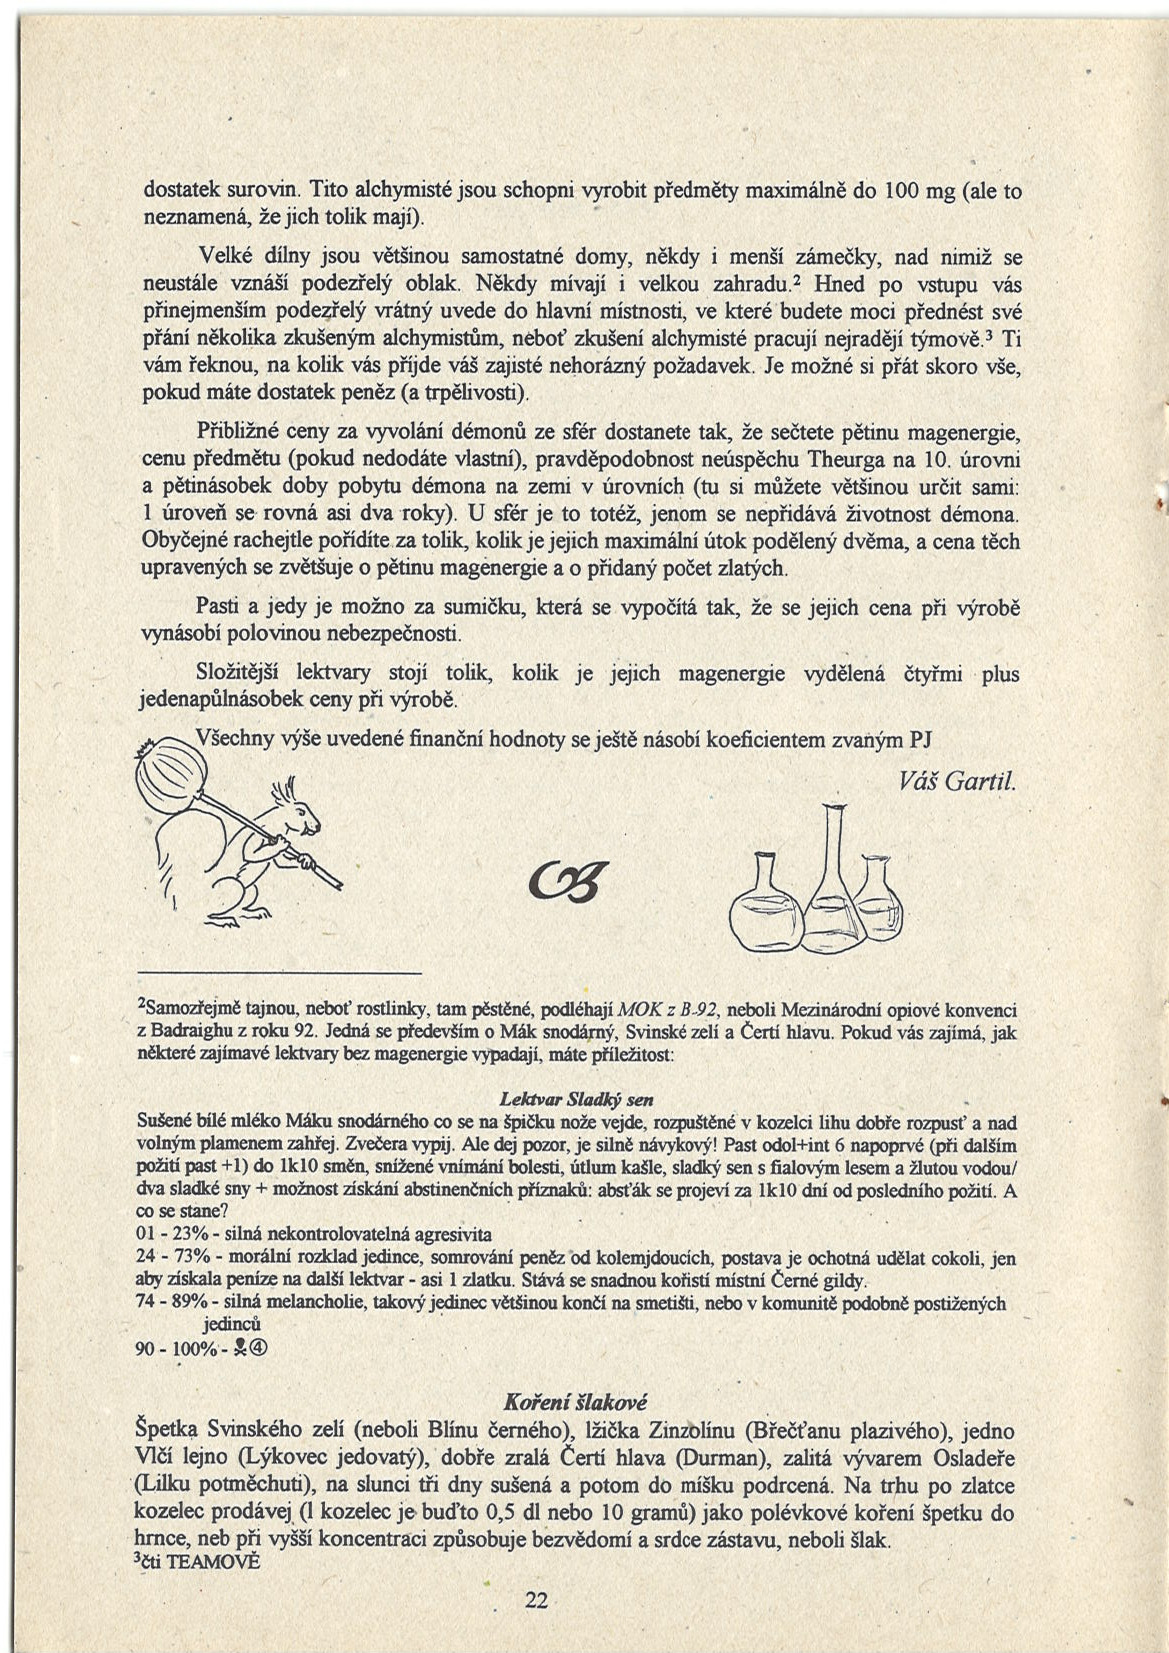 dostatek surovin. Tito alchymisté jsou schopni vyrobit předměty maximálně do 100 mg (ale to
neznamená, že jich tolik mají).
Velké dílny jsou většinou samostatné domy, někdy i menší zámečky, nad nimiž se
neustále vznáší podezřelý oblak. Někdy mívají i velkou zahradu.² Hned po vstupu vás
přinejmenším podezřelý vrátný uvede do hlavní místnosti, ve které budete moci přednést své
přání několika zkušeným alchymistům, neboť zkušení alchymisté pracují nejraději týmově.³ Ti
vám řeknou, na kolik vás příjde váš zajisté nehorázný požadavek. Je možné si přát skoro vše,
pokud máte dostatek peněz (a trpělivosti).
Přibližné ceny za vyvolání démonů ze sfér dostanete tak, že sečtete pětinu magenergie,
cenu předmětu (pokud nedodáte vlastní), pravděpodobnost neúspěchu Theurga na 10. úrovni
a pětinásobek doby pobytu démona na zemi v úrovních (tu si můžete většinou určit sami:
1 úroveň se rovná asi dva roky). U sfér je to totéž, jenom se nepřidává životnost démona.
Obyčejné rachejtle pořídíte za tolik, kolik je jejich maximální útok podělený dvěma, a cena těch
upravených se zvětšuje o pětinu magenergie a o přidaný počet zlatých.
Pasti a jedy je možno za sumičku, která se vypočítá tak, že se jejich cena při výrobě
vynásobí polovinou nebezpečnosti.
Složitější lektvary stojí tolik, kolik je jejich magenergie vydělená čtyřmi plus
jedenapůlnásobek ceny při výrobě.
Všechny výše uvedené finanční hodnoty se ještě násobí koeficientem zvaným PJ
Váš Gartil.
²Samozřejmě tajnou, neboť rostlinky, tam pěstěné, podléhají MOK z B-92, neboli Mezinárodní opiové konvenci
z Badraighu z roku 92. Jedná se především o Mák snodárný, Svinské zelí a Čertí hlavu. Pokud vás zajímá, jak
některé zajímavé lektvary bez magenergie vypadají, máte příležitost:
Lektvar Sladký sen
Sušené bílé mléko Máku snodárného co se na špičku nože vejde, rozpuštěné v kozelci lihu dobře rozpusť a nad
volným plamenem zahřej. Zvečera vypij. Ale dej pozor, je silně návykový! Past odol+int 6 napoprvé (při dalším
požití past +1) do 1k10 směn, snížené vnímání bolesti, útlum kašle, sladký sen s fialovým lesem a žlutou vodou/
dva sladké sny + možnost získání abstinenčních příznaků: absťák se projeví za 1k10 dní od posledního požití. A
co se stane?
01 - 23% - silná nekontrolovatelná agresivita
24 - 73% - morální rozklad jedince, somrování peněz od kolemjdoucích, postava je ochotná udělat cokoli, jen
aby získala peníze na další lektvar - asi 1 zlatku. Stává se snadnou kořistí místní Černé gildy.
74 - 89% - silná melancholie, takový jedinec většinou končí na smetišti, nebo v komunitě podobně postižených
jedinců
90 - 100% - ☠④
Koření šlakové
Špetka Svinského zelí (neboli Blínu černého), lžička Zinzolínu (Břečťanu plazivého), jedno
Vlčí lejno (Lýkovec jedovatý), dobře zralá Čertí hlava (Durman), zalitá vývarem Osladeře
(Lilku potměchuti), na slunci tři dny sušená a potom do míšku podrcená. Na trhu po zlatce
kozelec prodávej (1 kozelec je buďto 0,5 dl nebo 10 gramů) jako polévkové koření špetku do
hrnce, neb při vyšší koncentraci způsobuje bezvědomí a srdce zástavu, neboli šlak.
³čti TEAMOVĚ
22